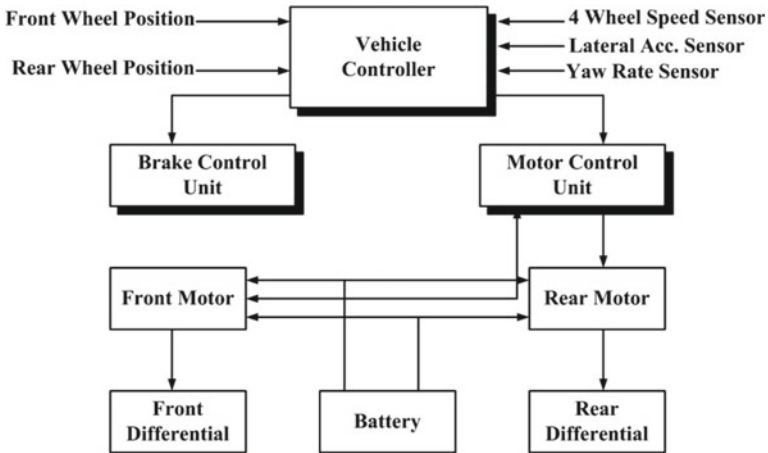 Front Wheel Position
Rear Wheel Position
Vehicle
Controller
4 Wheel Speed Sensor
Lateral Acc. Sensor
Yaw Rate Sensor
Brake Control
Unit
Motor Control
Unit
Front Motor
Rear Motor
Front
Differential
Battery
Rear
Differential